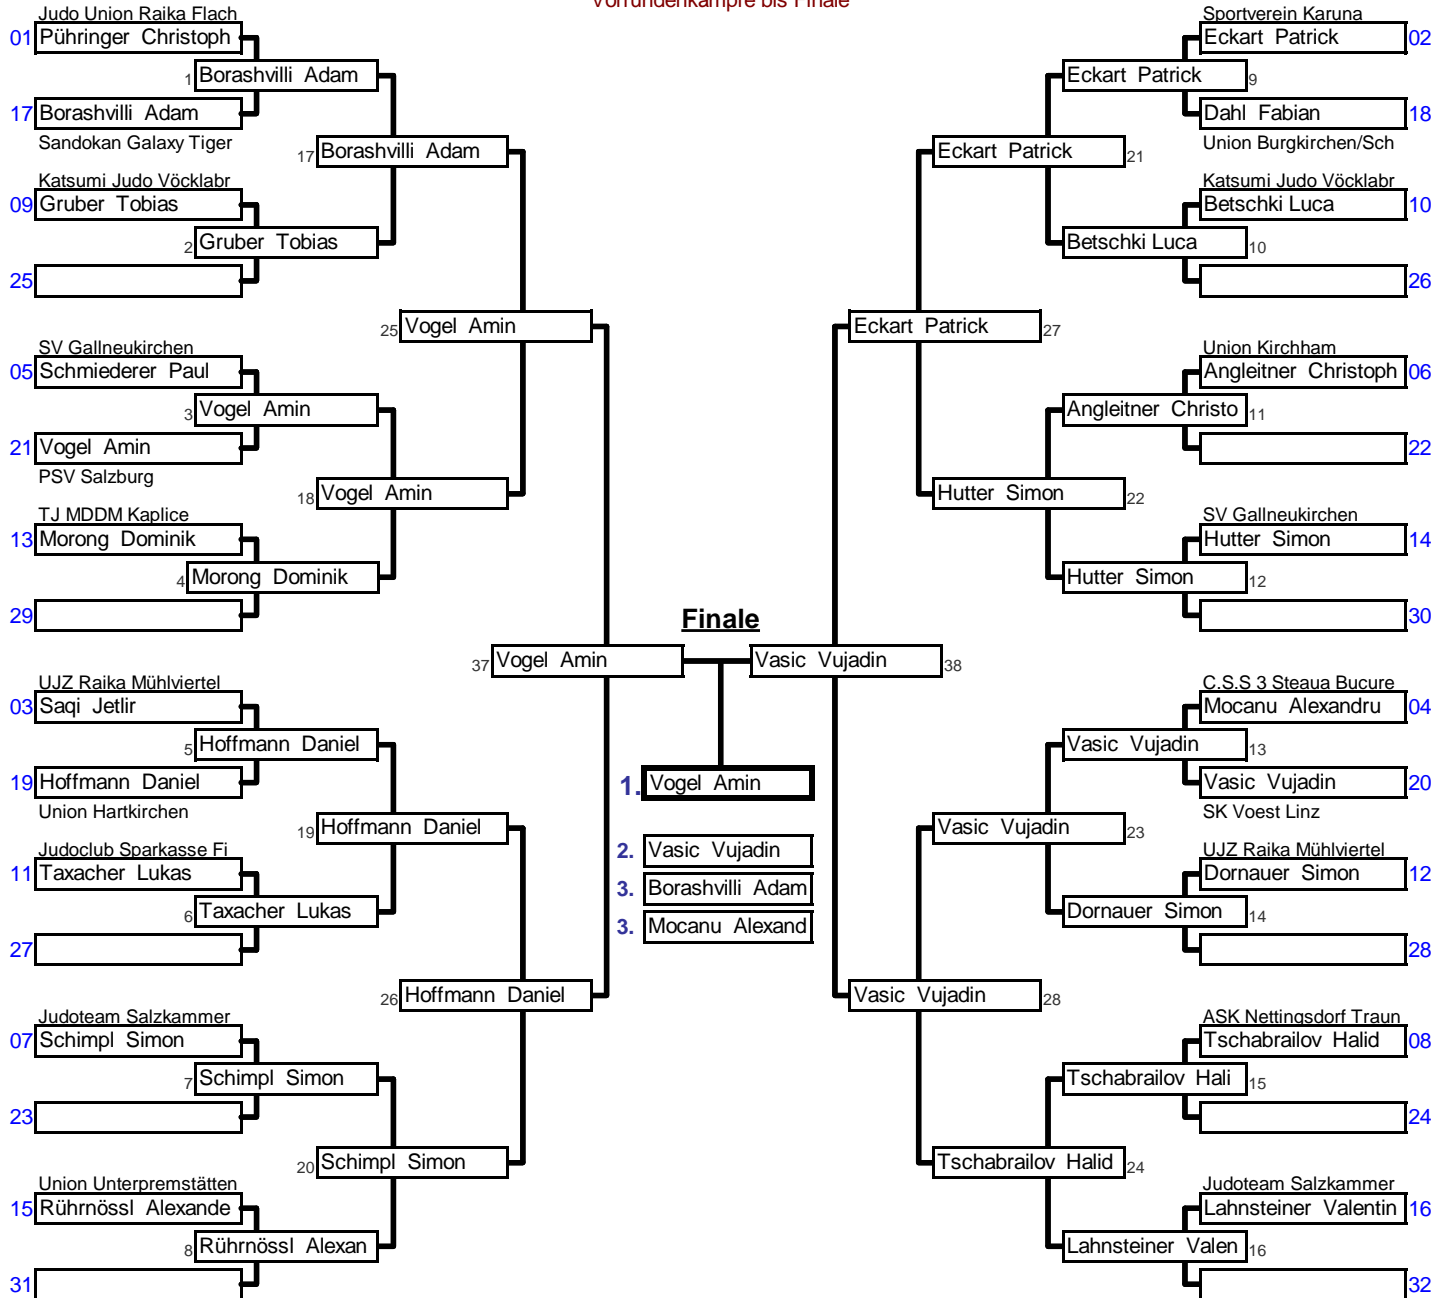 Vorrundenkämpfe bis Finale
Judo Union Raika Flach
01 Pühringer Christoph
1 Borashvilli Adam
17 Borashvilli Adam
Sandokan Galaxy Tiger
17 Borashvilli Adam
Katsumi Judo Vöcklabr
09 Gruber Tobias
2 Gruber Tobias
25
25 Vogel Amin
SV Gallneukirchen
05 Schmiederer Paul
3 Vogel Amin
21 Vogel Amin
PSV Salzburg
18 Vogel Amin
TJ MDDM Kaplice
13 Morong Dominik
4 Morong Dominik
29
37 Vogel Amin
UJZ Raika Mühlviertel
03 Saqi Jetlir
5 Hoffmann Daniel
19 Hoffmann Daniel
Union Hartkirchen
19 Hoffmann Daniel
Judoclub Sparkasse Fi
11 Taxacher Lukas
6 Taxacher Lukas
27
26 Hoffmann Daniel
Judoteam Salzkammer
07 Schimpl Simon
7 Schimpl Simon
23
20 Schimpl Simon
Union Unterpremstätten
15 Rührnössl Alexande
8 Rührnössl Alexan
31
Finale
1. Vogel Amin
2. Vasic Vujadin
3. Borashvilli Adam
3. Mocanu Alexand
Sportverein Karuna
Eckart Patrick 02
Eckart Patrick 9
Dahl Fabian 18
Union Burgkirchen/Sch
Eckart Patrick 21
Katsumi Judo Vöcklabr
Betschki Luca 10
Betschki Luca 10
26
Eckart Patrick 27
Union Kirchham
Angleitner Christoph 06
Angleitner Christo 11
22
Hutter Simon 22
SV Gallneukirchen
Hutter Simon 14
Hutter Simon 12
30
Vasic Vujadin 38
C.S.S 3 Steaua Bucure
Mocanu Alexandru 04
Vasic Vujadin 13
Vasic Vujadin 20
SK Voest Linz
Vasic Vujadin 23
UJZ Raika Mühlviertel
Dornauer Simon 12
Dornauer Simon 14
28
Vasic Vujadin 28
ASK Nettingsdorf Traun
Tschabrailov Halid 08
Tschabrailov Hali 15
24
Tschabrailov Halid 24
Judoteam Salzkammer
Lahnsteiner Valentin 16
Lahnsteiner Valen 16
32